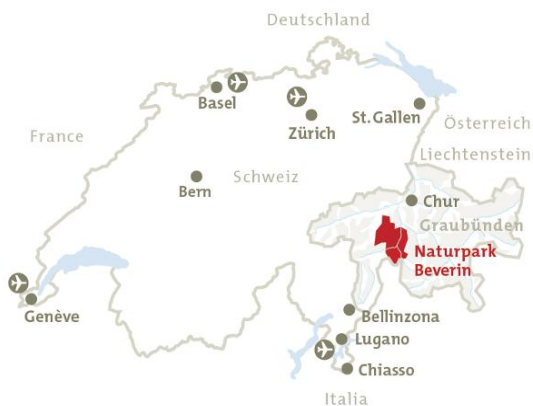 Deutschland
Basel
Zürich
St. Gallen
Österreich
France
Liechtenstein
Schweiz
Bern
Chur
Graubünden
Naturpark
Beverin
Genève
Bellinzona
Lugano
Chiasso
Italia